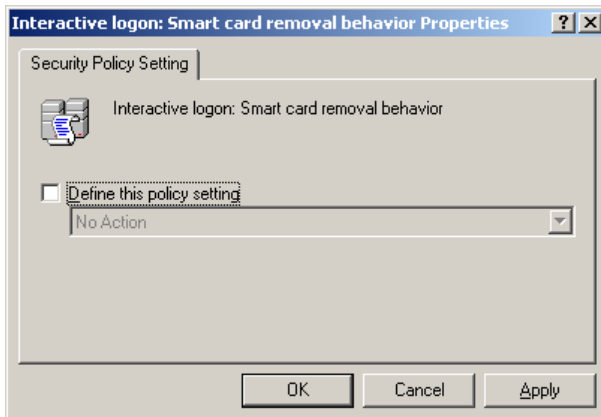 Interactive logon: Smart card removal behavior Properties
Security Policy Setting
Interactive logon: Smart card removal behavior
Define this policy setting
No Action
OK Cancel Apply